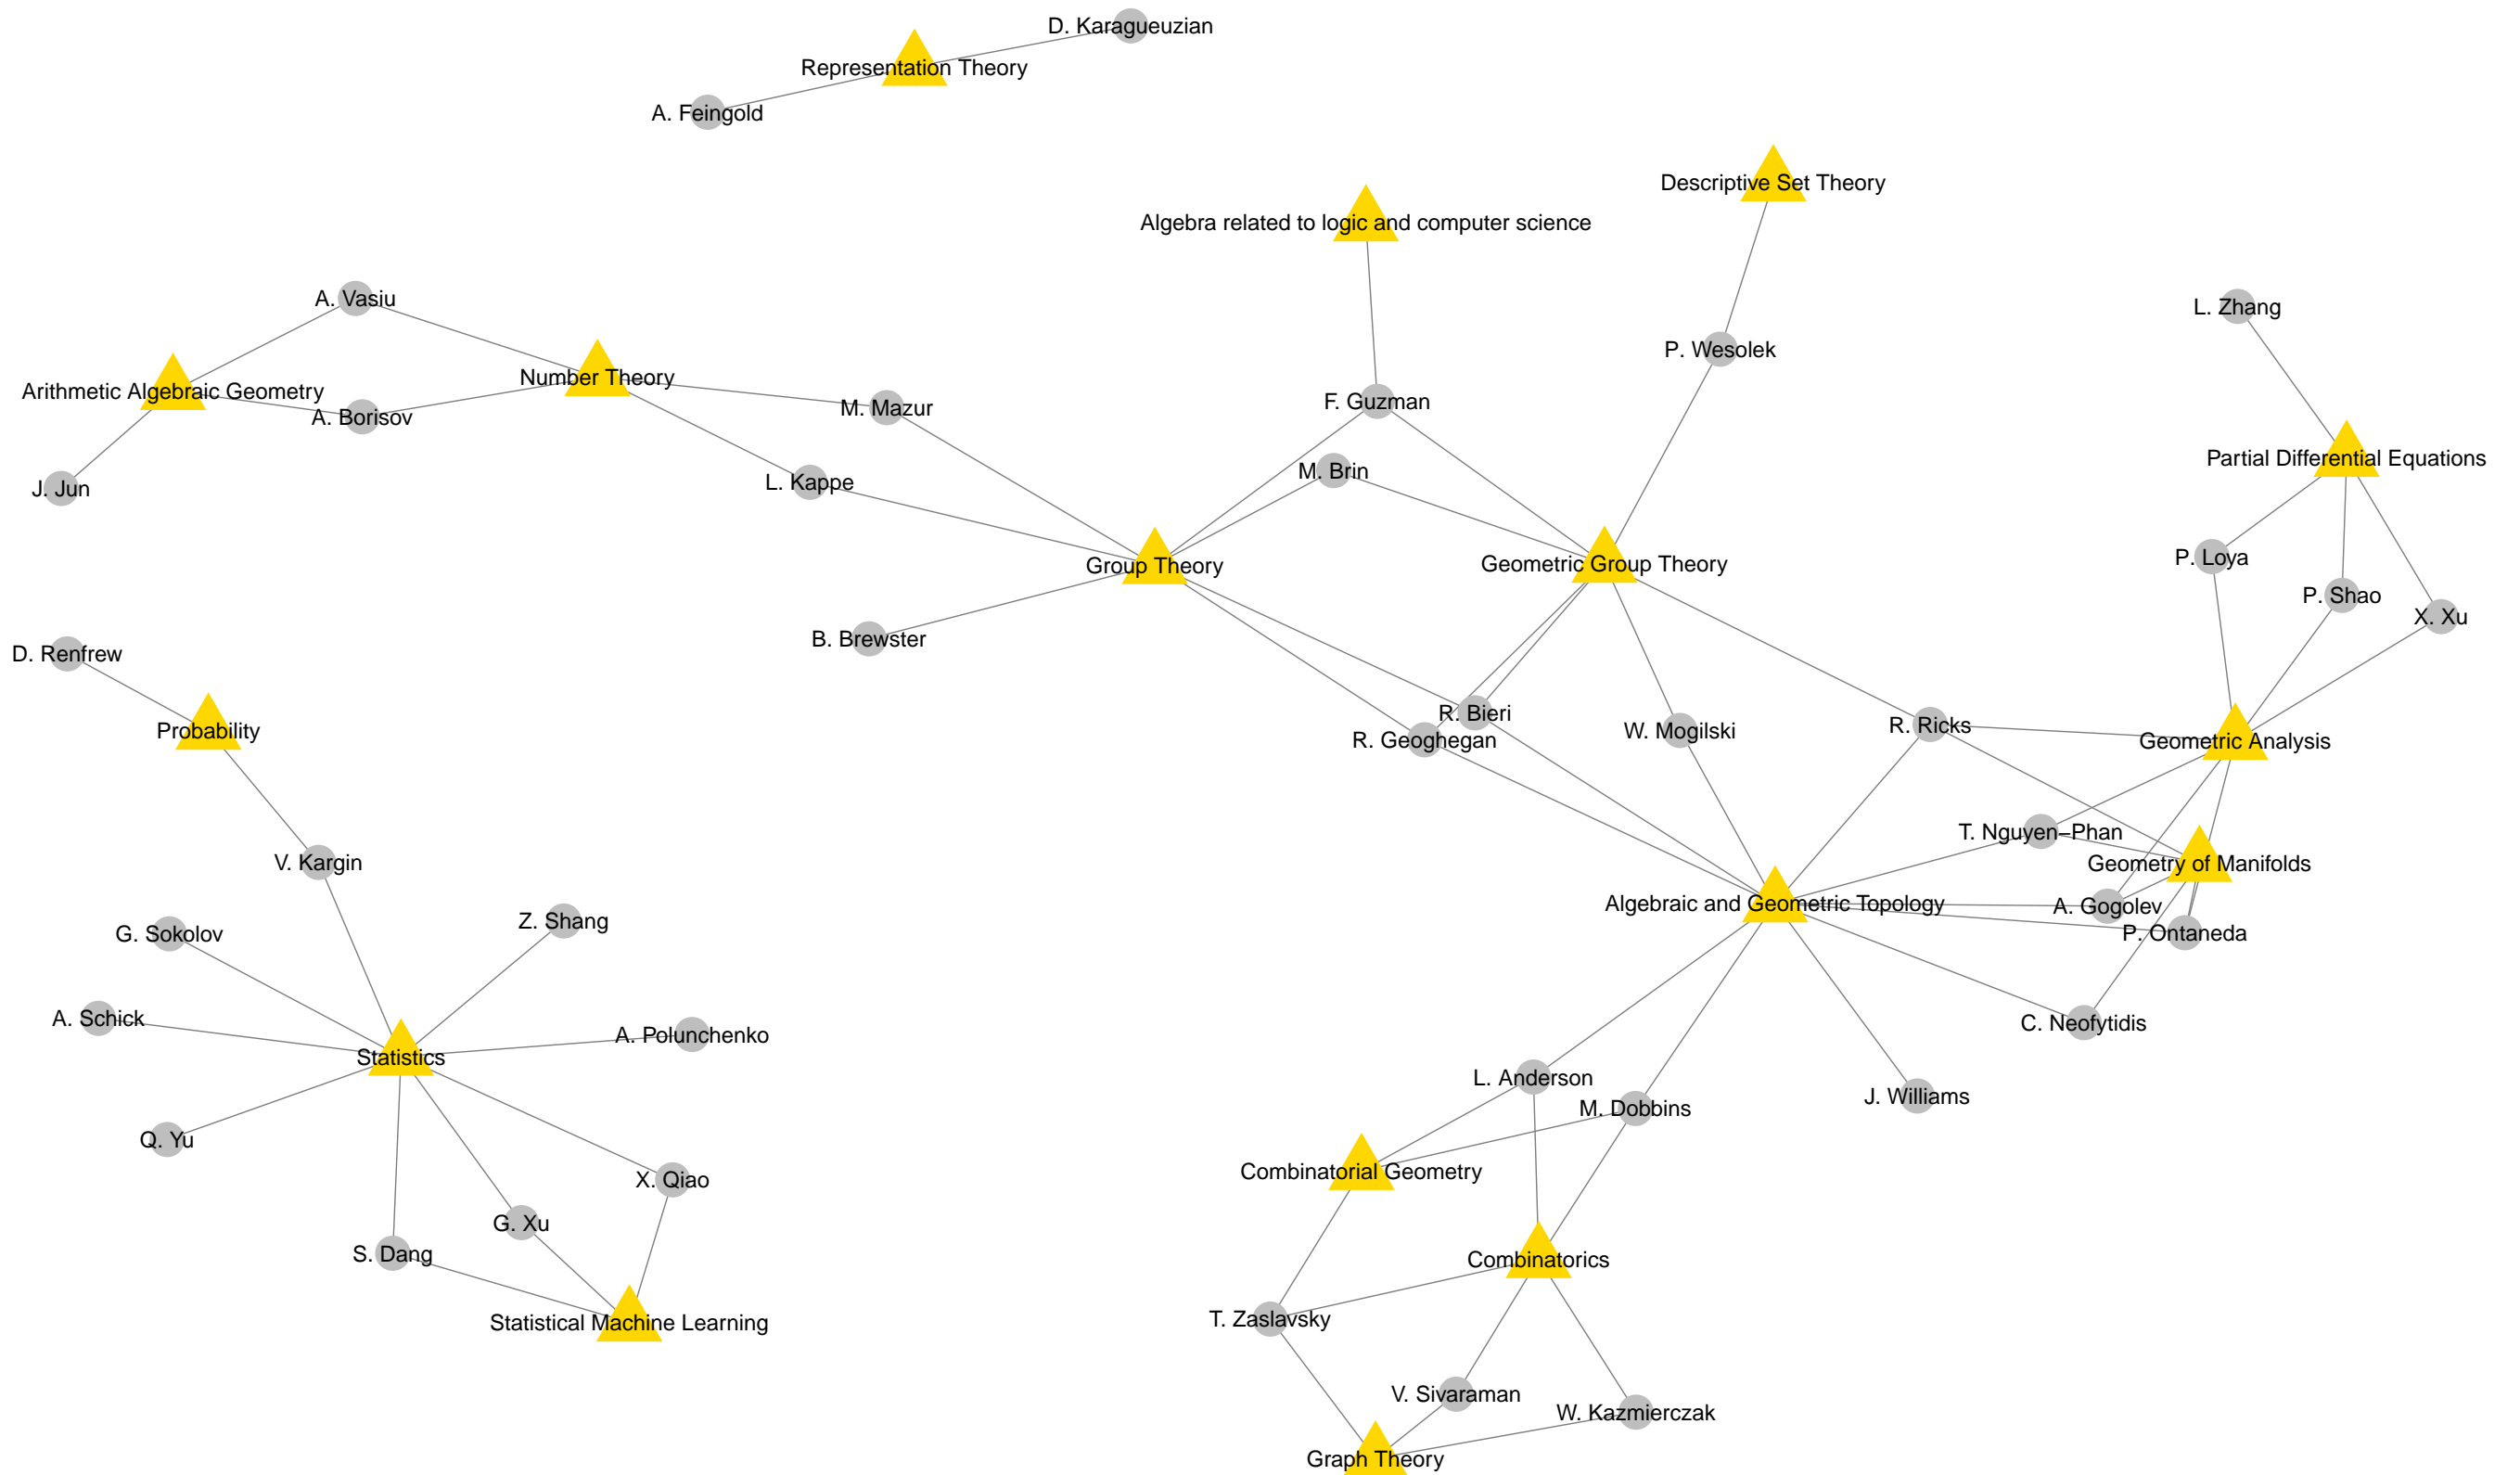 D. Karagueuzian
Representation Theory
A. Feingold
Descriptive Set Theory
Algebra related to logic and computer science
A. Vasiu
L. Zhang
P. Wesolek
Number Theory
Arithmetic Algebraic Geometry
F. Guzman
M. Mazur
A. Borisov
Partial Differential Equations
M. Brin
L. Kappe
J. Jun
P. Loya
Geometric Group Theory
Group Theory
P. Shao
X. Xu
B. Brewster
D. Renfrew
R. Bieri
R. Ricks
Probability
W. Mogilski
R. Geoghegan
Geometric Analysis
T. Nguyen−Phan
V. Kargin
Geometry of Manifolds
Algebraic and Geometric Topology
A. Gogolev
Z. Shang
G. Sokolov
P. Ontaneda
A. Schick
C. Neofytidis
A. Polunchenko
Statistics
L. Anderson
J. Williams
M. Dobbins
Q. Yu
Combinatorial Geometry
X. Qiao
G. Xu
S. Dang
Combinatorics
T. Zaslavsky
Statistical Machine Learning
V. Sivaraman
W. Kazmierczak
Graph Theory